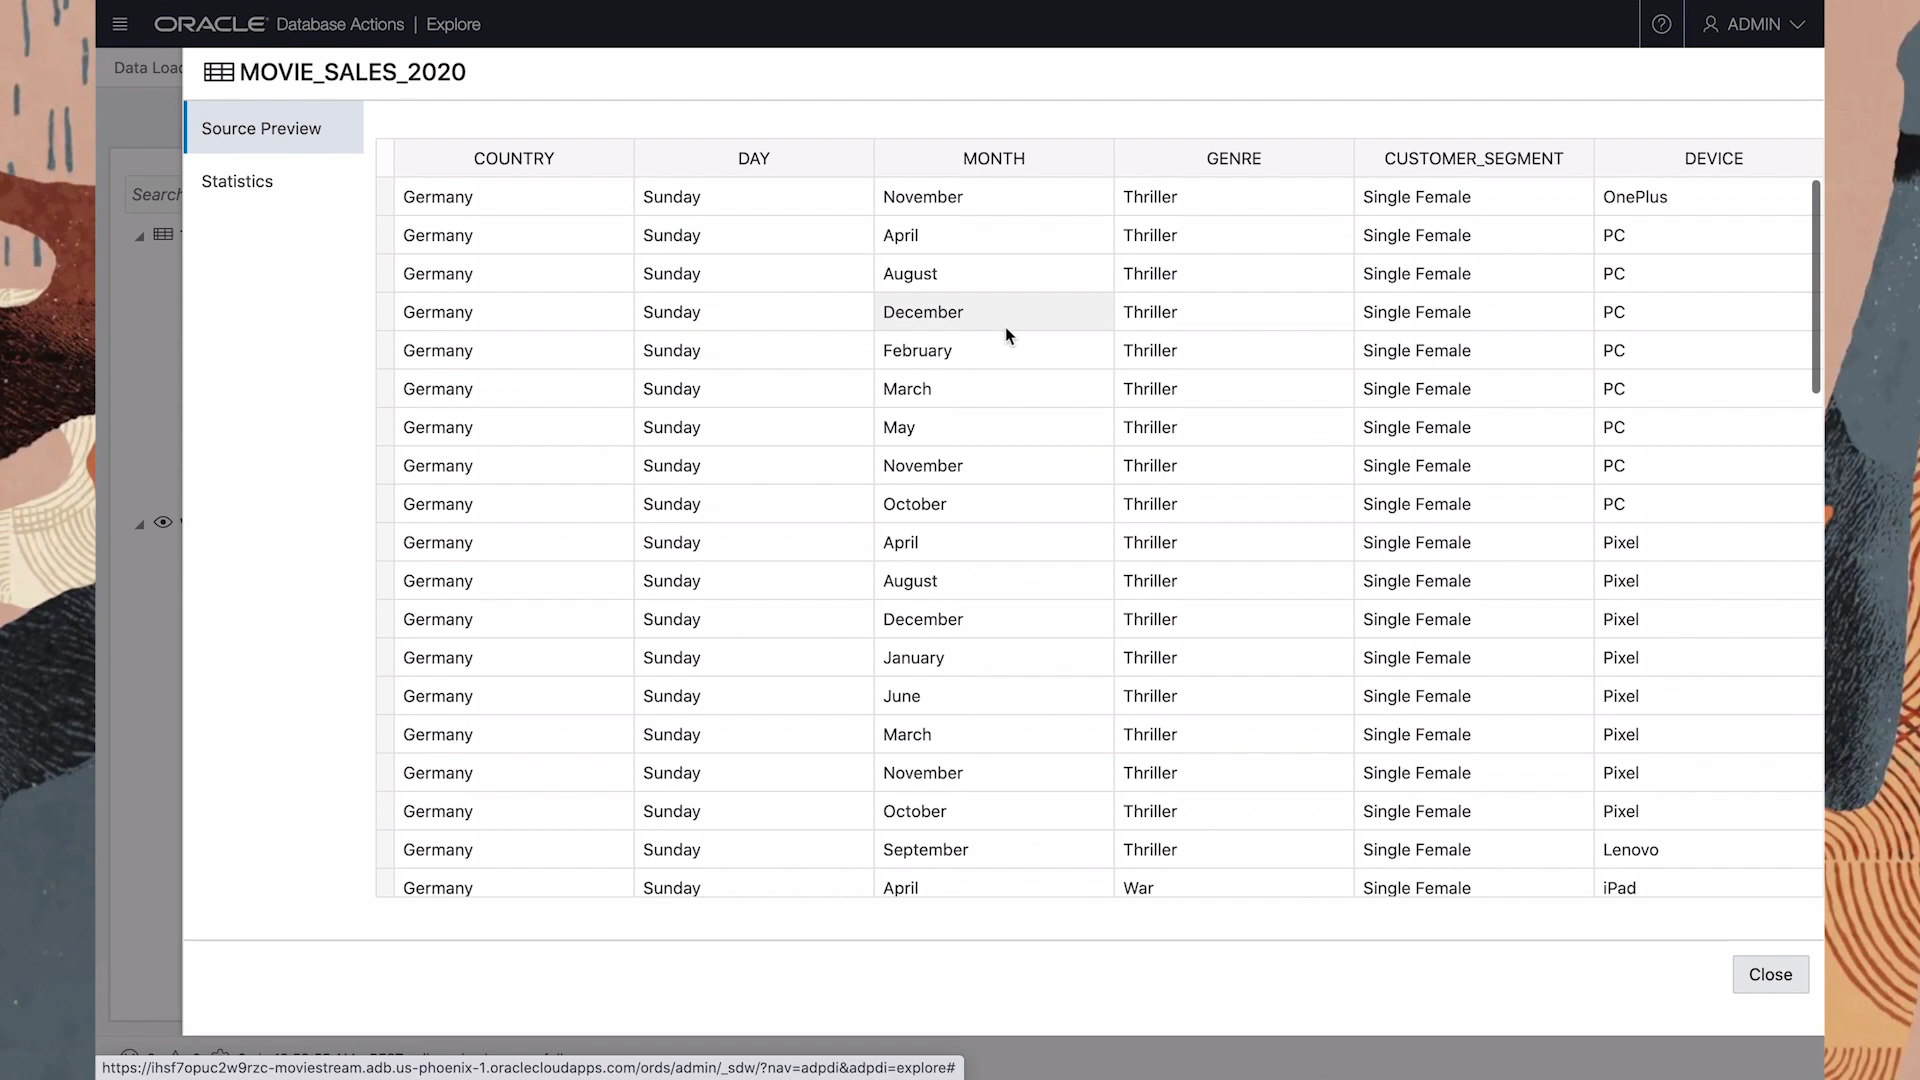 ORACLE Database Actions | Explore
ADMIN
Data Load
MOVIE_SALES_2020
Source Preview
Statistics
Search
COUNTRY DAY MONTH GENRE CUSTOMER_SEGMENT DEVICE
Germany Sunday November Thriller Single Female OnePlus
Germany Sunday April Thriller Single Female PC
Germany Sunday August Thriller Single Female PC
Germany Sunday December Thriller Single Female PC
Germany Sunday February Thriller Single Female PC
Germany Sunday March Thriller Single Female PC
Germany Sunday May Thriller Single Female PC
Germany Sunday November Thriller Single Female PC
Germany Sunday October Thriller Single Female PC
Germany Sunday April Thriller Single Female Pixel
Germany Sunday August Thriller Single Female Pixel
Germany Sunday December Thriller Single Female Pixel
Germany Sunday January Thriller Single Female Pixel
Germany Sunday June Thriller Single Female Pixel
Germany Sunday March Thriller Single Female Pixel
Germany Sunday November Thriller Single Female Pixel
Germany Sunday October Thriller Single Female Pixel
Germany Sunday September Thriller Single Female Lenovo
Germany Sunday April War Single Female iPad
Close
https://ihsf7opuc2w9rzc-moviestream.adb.us-phoenix-1.oraclecloudapps.com/ords/admin/_sdw/?nav=adpdi&adpdi=explore#